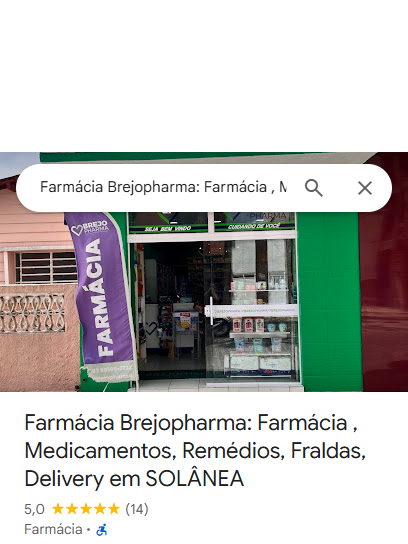 Farmácia Brejopharma: Farmácia , M
PHARMA
SEJA BEM VINDO
CUIDANDO DE VOCÊ
BREJO
PHARMA
FARMÁCIA
Farmácia Brejopharma: Farmácia ,
Medicamentos, Remédios, Fraldas,
Delivery em SOLÂNEA
5,0 ★★★★★ (14)
Farmácia ·